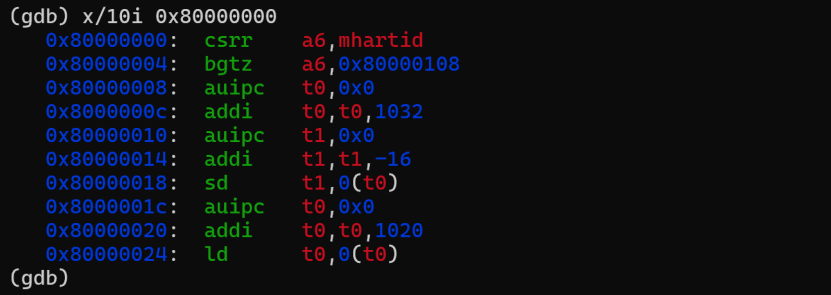 (gdb) x/10i 0x80000000
   0x80000000:  csrr    a6,mhartid
   0x80000004:  bgtz    a6,0x80000108
   0x80000008:  auipc   t0,0x0
   0x8000000c:  addi    t0,t0,1032
   0x80000010:  auipc   t1,0x0
   0x80000014:  addi    t1,t1,-16
   0x80000018:  sd      t1,0(t0)
   0x8000001c:  auipc   t0,0x0
   0x80000020:  addi    t0,t0,1020
   0x80000024:  ld      t0,0(t0)
(gdb)